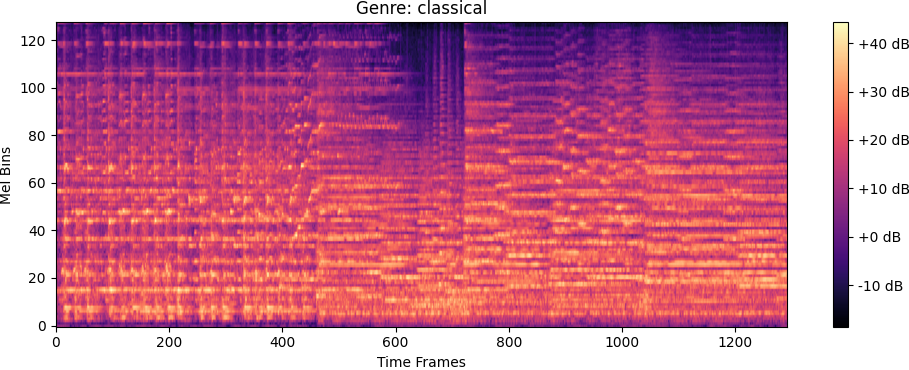 Genre: classical
Mel Bins
120
100
80
60
40
20
0
0 200 400 600 800 1000 1200
Time Frames
+40 dB
+30 dB
+20 dB
+10 dB
+0 dB
-10 dB